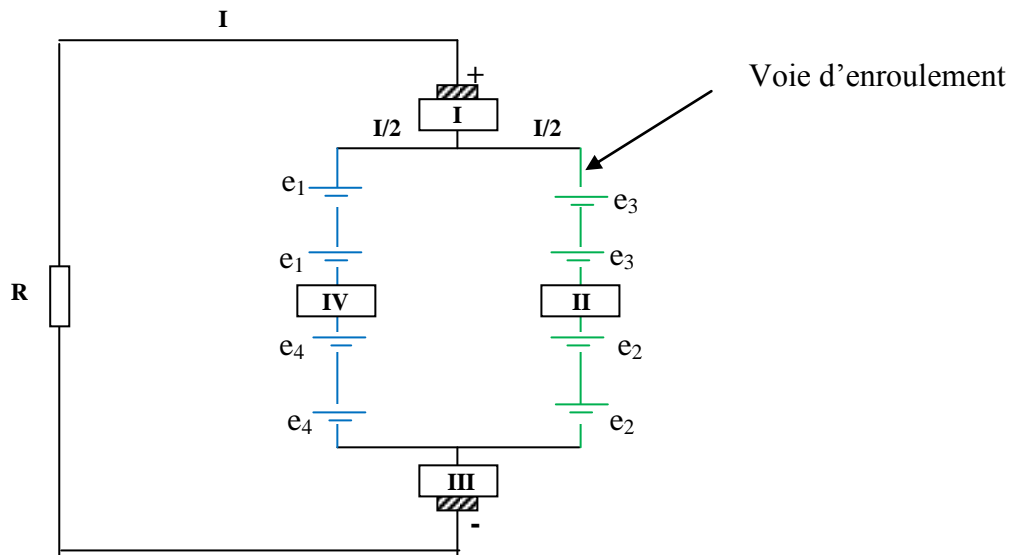 I
+
Voie d'enroulement
I
I/2 I/2
e₁
e₃
e₁
e₃
R
IV
II
e₄
e₂
e₄
e₂
III
-